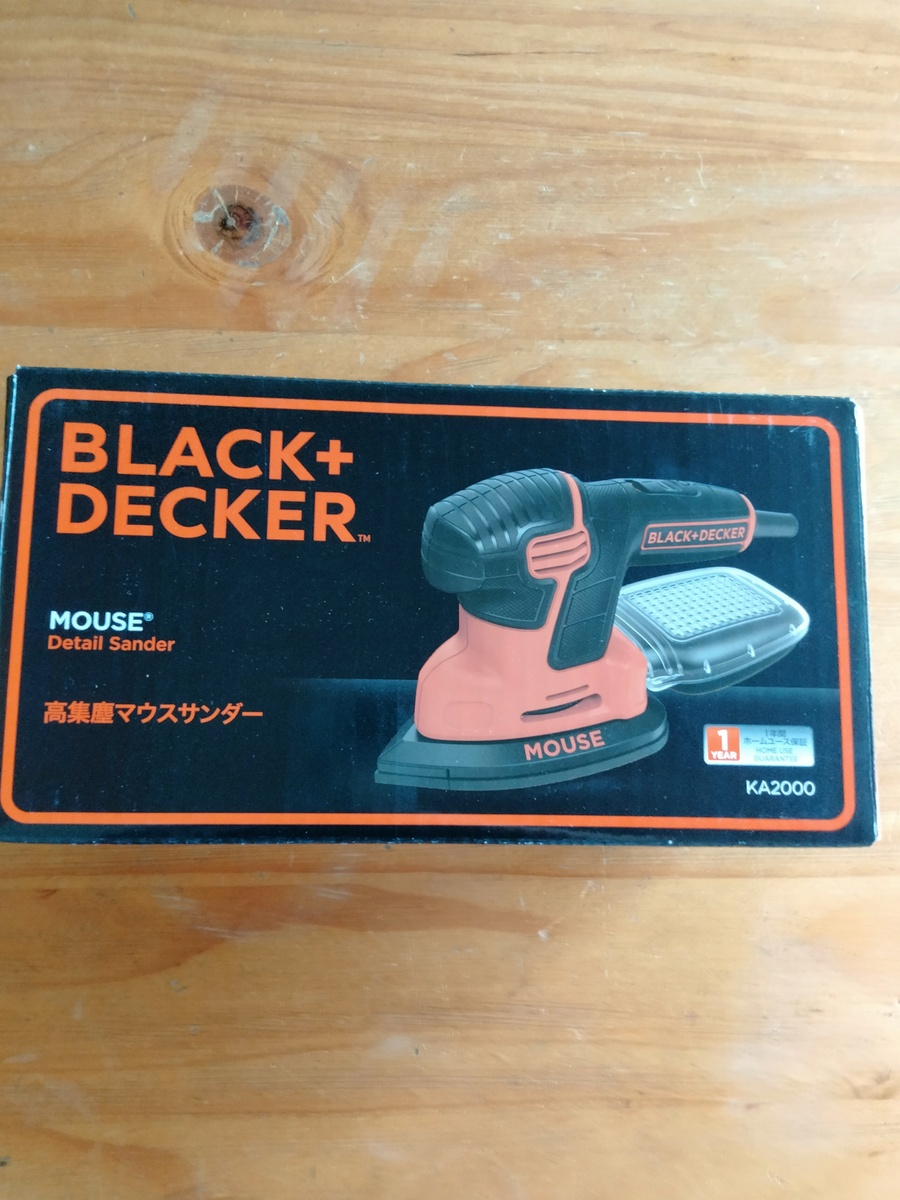 BLACK+
DECKER™
MOUSE®
Detail Sander
高集塵マウスサンダー
BLACK+DECKER
MOUSE
1
YEAR
1年間
ホームユース保証
HOME USE
GUARANTEE
KA2000